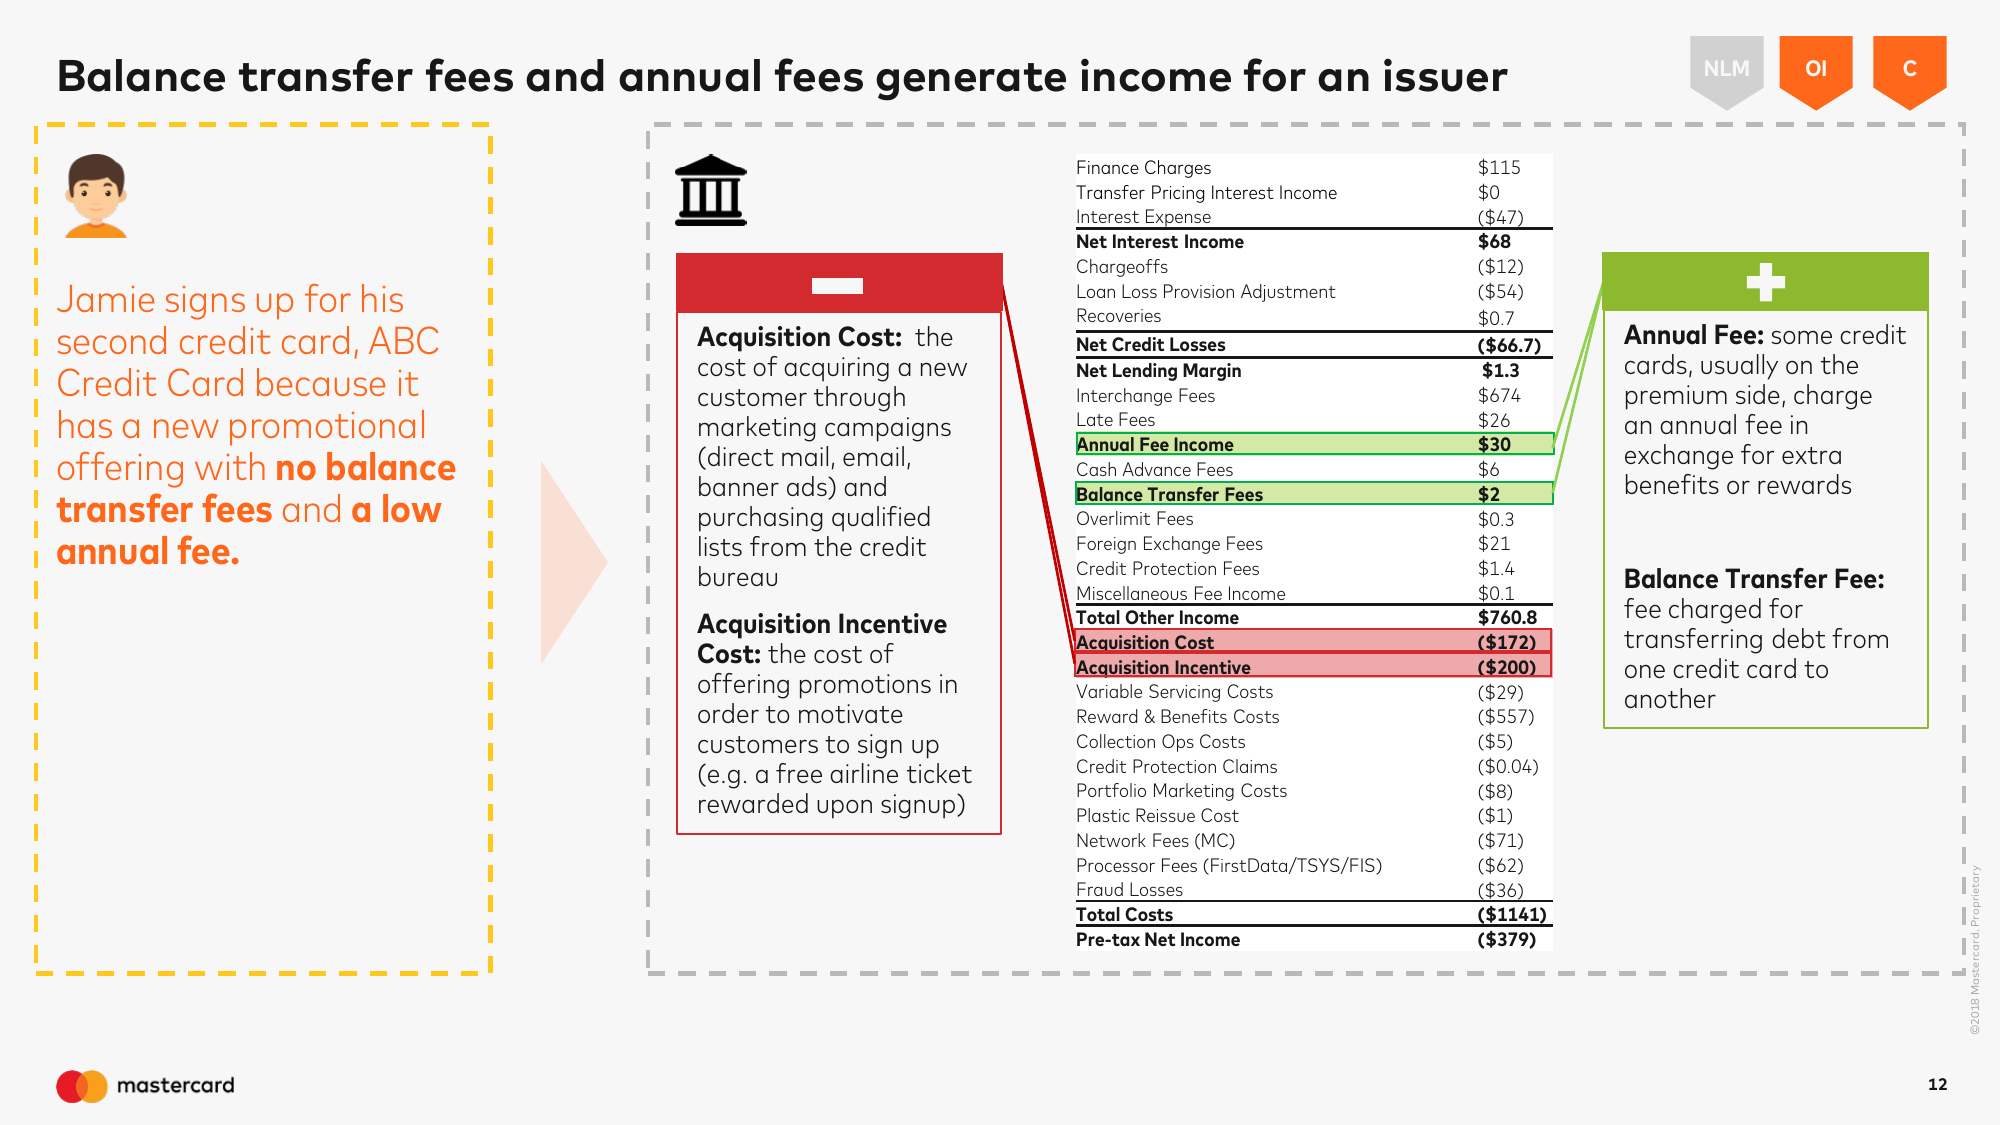 Balance transfer fees and annual fees generate income for an issuer
NLM
OI
C
Jamie signs up for his
second credit card, ABC
Credit Card because it
has a new promotional
offering with no balance
transfer fees and a low
annual fee.
Acquisition Cost: the
cost of acquiring a new
customer through
marketing campaigns
(direct mail, email,
banner ads) and
purchasing qualified
lists from the credit
bureau
Acquisition Incentive
Cost: the cost of
offering promotions in
order to motivate
customers to sign up
(e.g. a free airline ticket
rewarded upon signup)
Finance Charges $115
Transfer Pricing Interest Income $0
Interest Expense ($47)
Net Interest Income $68
Chargeoffs ($12)
Loan Loss Provision Adjustment ($54)
Recoveries $0.7
Net Credit Losses ($66.7)
Net Lending Margin $1.3
Interchange Fees $674
Late Fees $26
Annual Fee Income $30
Cash Advance Fees $6
Balance Transfer Fees $2
Overlimit Fees $0.3
Foreign Exchange Fees $21
Credit Protection Fees $1.4
Miscellaneous Fee Income $0.1
Total Other Income $760.8
Acquisition Cost ($172)
Acquisition Incentive ($200)
Variable Servicing Costs ($29)
Reward & Benefits Costs ($557)
Collection Ops Costs ($5)
Credit Protection Claims ($0.04)
Portfolio Marketing Costs ($8)
Plastic Reissue Cost ($1)
Network Fees (MC) ($71)
Processor Fees (FirstData/TSYS/FIS) ($62)
Fraud Losses ($36)
Total Costs ($1141)
Pre-tax Net Income ($379)
Annual Fee: some credit
cards, usually on the
premium side, charge
an annual fee in
exchange for extra
benefits or rewards
Balance Transfer Fee:
fee charged for
transferring debt from
one credit card to
another
©2018 Mastercard. Proprietary
mastercard
12